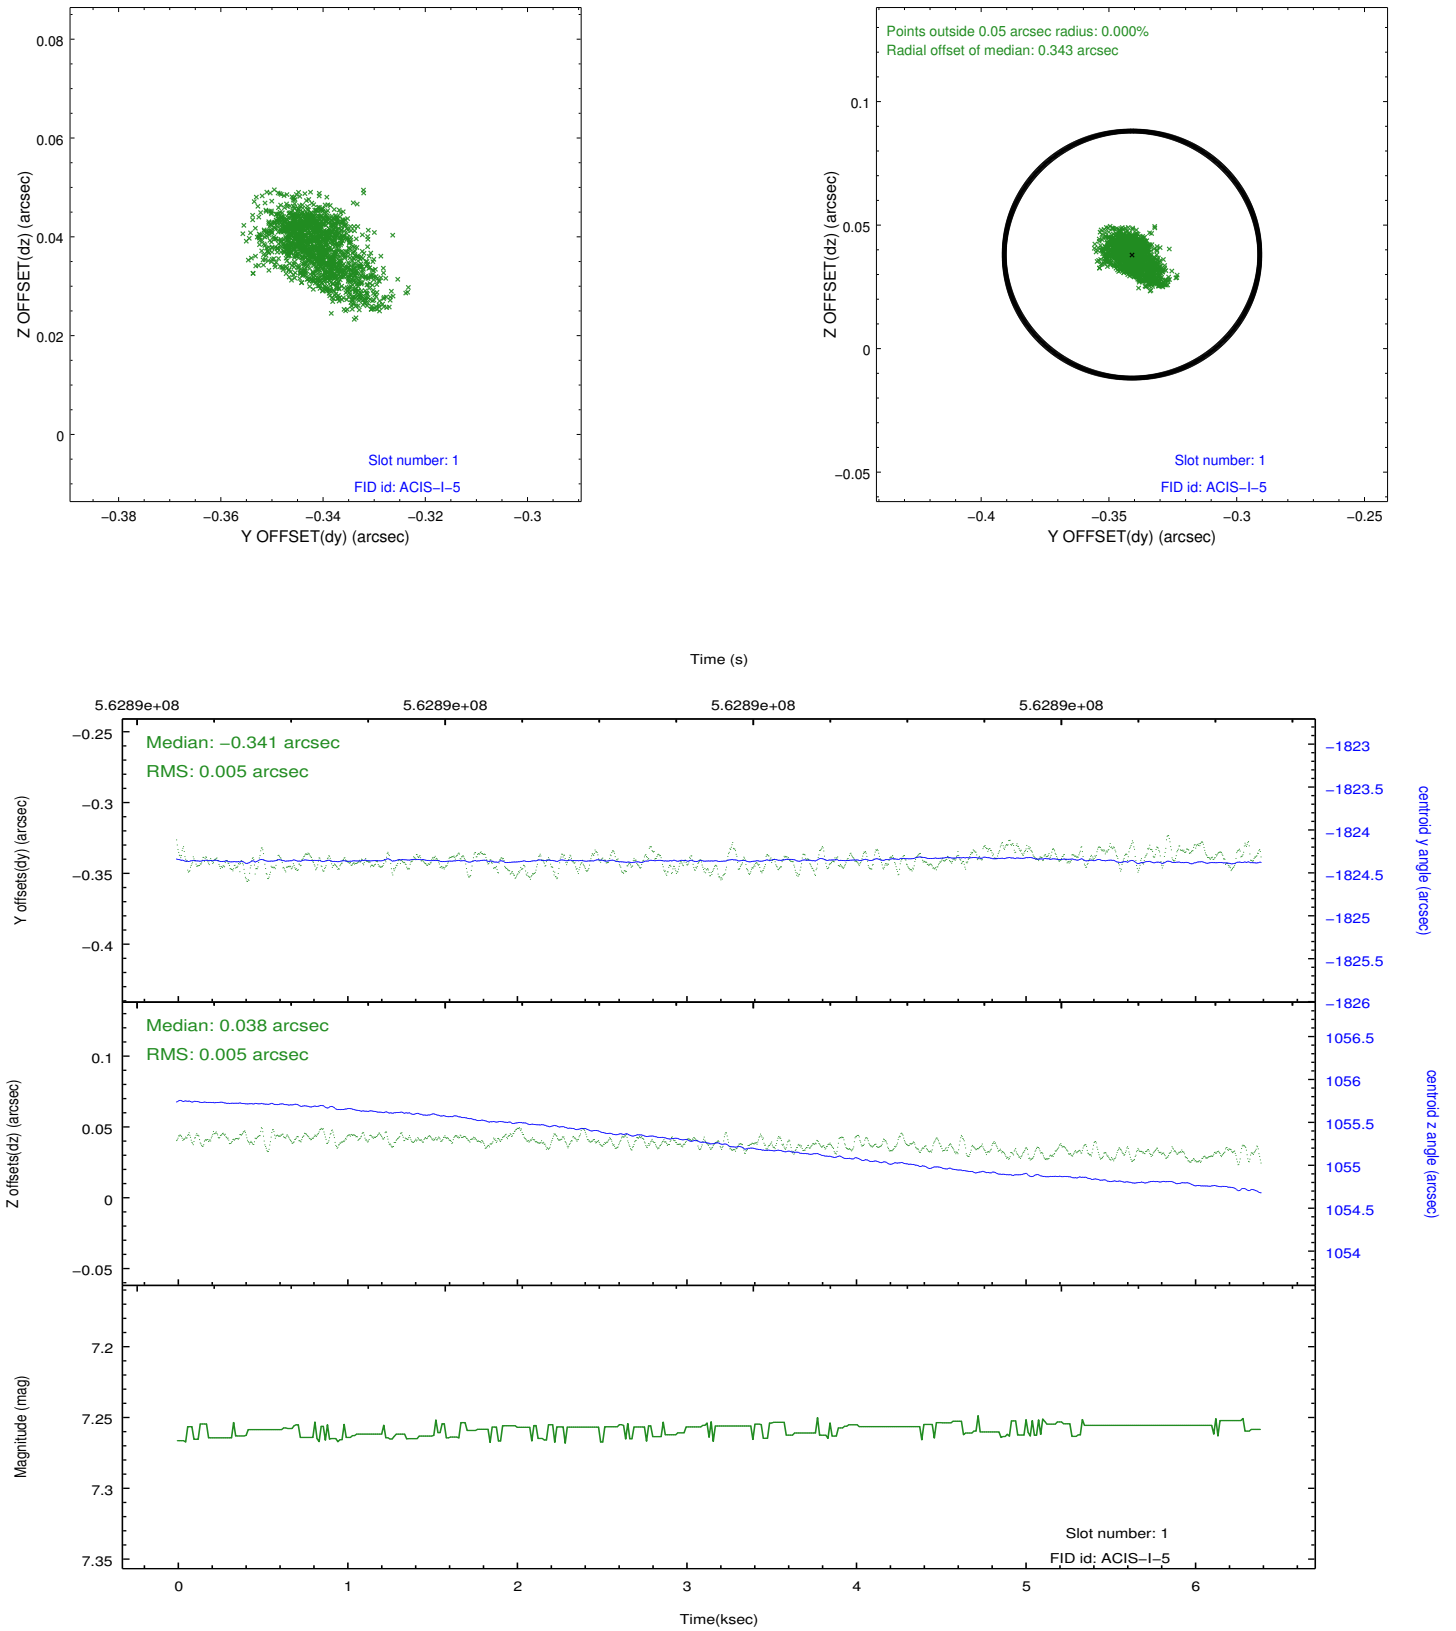 0.08
0.06
0.04
0.02
0
Z OFFSET(dz) (arcsec)
Slot number: 1
FID id: ACIS−I−5
−0.38
−0.36
−0.34
−0.32
−0.3
Y OFFSET(dy) (arcsec)
Points outside 0.05 arcsec radius: 0.000%
Radial offset of median: 0.343 arcsec
0.1
0.05
0
−0.05
Z OFFSET(dz) (arcsec)
Slot number: 1
FID id: ACIS−I−5
−0.4
−0.35
−0.3
−0.25
Y OFFSET(dy) (arcsec)
Time (s)
5.6289e+08
5.6289e+08
5.6289e+08
5.6289e+08
Median: −0.341 arcsec
RMS: 0.005 arcsec
−0.25
−0.3
−0.35
−0.4
Y offsets(dy) (arcsec)
−1823
−1823.5
−1824
−1824.5
−1825
−1825.5
−1826
centroid y angle (arcsec)
Median: 0.038 arcsec
RMS: 0.005 arcsec
0.1
0.05
0
−0.05
Z offsets(dz) (arcsec)
1056.5
1056
1055.5
1055
1054.5
1054
centroid z angle (arcsec)
7.2
7.25
7.3
7.35
Magnitude (mag)
Slot number: 1
FID id: ACIS−I−5
0
1
2
3
4
5
6
Time(ksec)